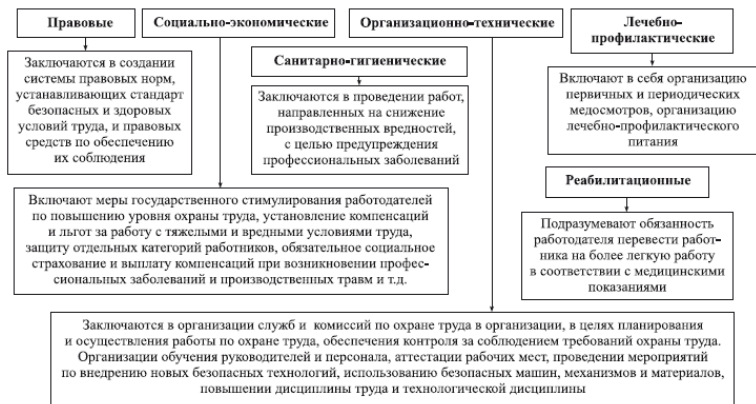 Правовые
Заключаются в создании
системы правовых норм,
устанавливающих стандарт
безопасных и здоровых
условий труда, и правовых
средств по обеспечению
их соблюдения
Социально-экономические
Включают меры государственного стимулирования работодателей
по повышению уровня охраны труда, установление компенсаций
и льгот за работу с тяжелыми и вредными условиями труда,
защиту отдельных категорий работников, обязательное социальное
страхование и выплату компенсаций при возникновении профес-
сиональных заболеваний и производственных травм и т.д.
Санитарно-гигиенические
Заключаются в проведении работ,
направленных на снижение
производственных вредностей,
с целью предупреждения
профессиональных заболеваний
Организационно-технические
Заключаются в организации служб и комиссий по охране труда в организации, в целях планирования
и осуществления работы по охране труда, обеспечения контроля за соблюдением требований охраны труда.
Организации обучения руководителей и персонала, аттестации рабочих мест, проведении мероприятий
по внедрению новых безопасных технологий, использованию безопасных машин, механизмов и материалов,
повышении дисциплины труда и технологической дисциплины
Лечебно-
профилактические
Включают в себя организацию
первичных и периодических
медосмотров, организацию
лечебно-профилактического
питания
Реабилитационные
Подразумевают обязанность
работодателя перевести работ-
ника на более легкую работу
в соответствии с медицинскими
показаниями